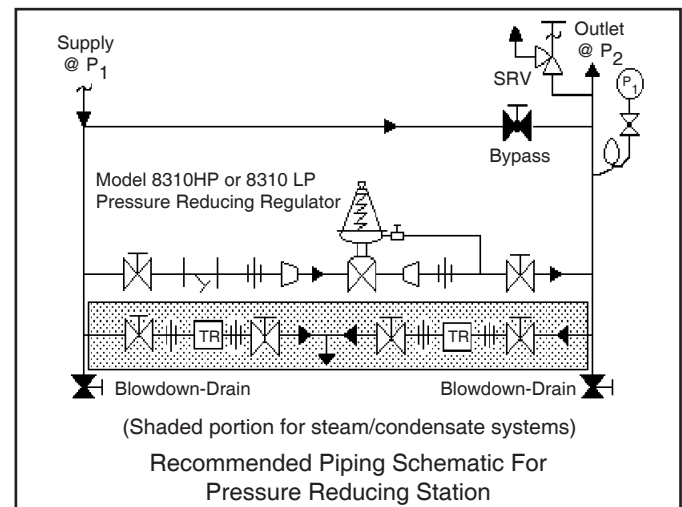 Supply
@ P1
Outlet
@ P2
SRV
P1
Bypass
Model 8310HP or 8310 LP
Pressure Reducing Regulator
TR
TR
Blowdown-Drain
Blowdown-Drain
(Shaded portion for steam/condensate systems)
Recommended Piping Schematic For
Pressure Reducing Station